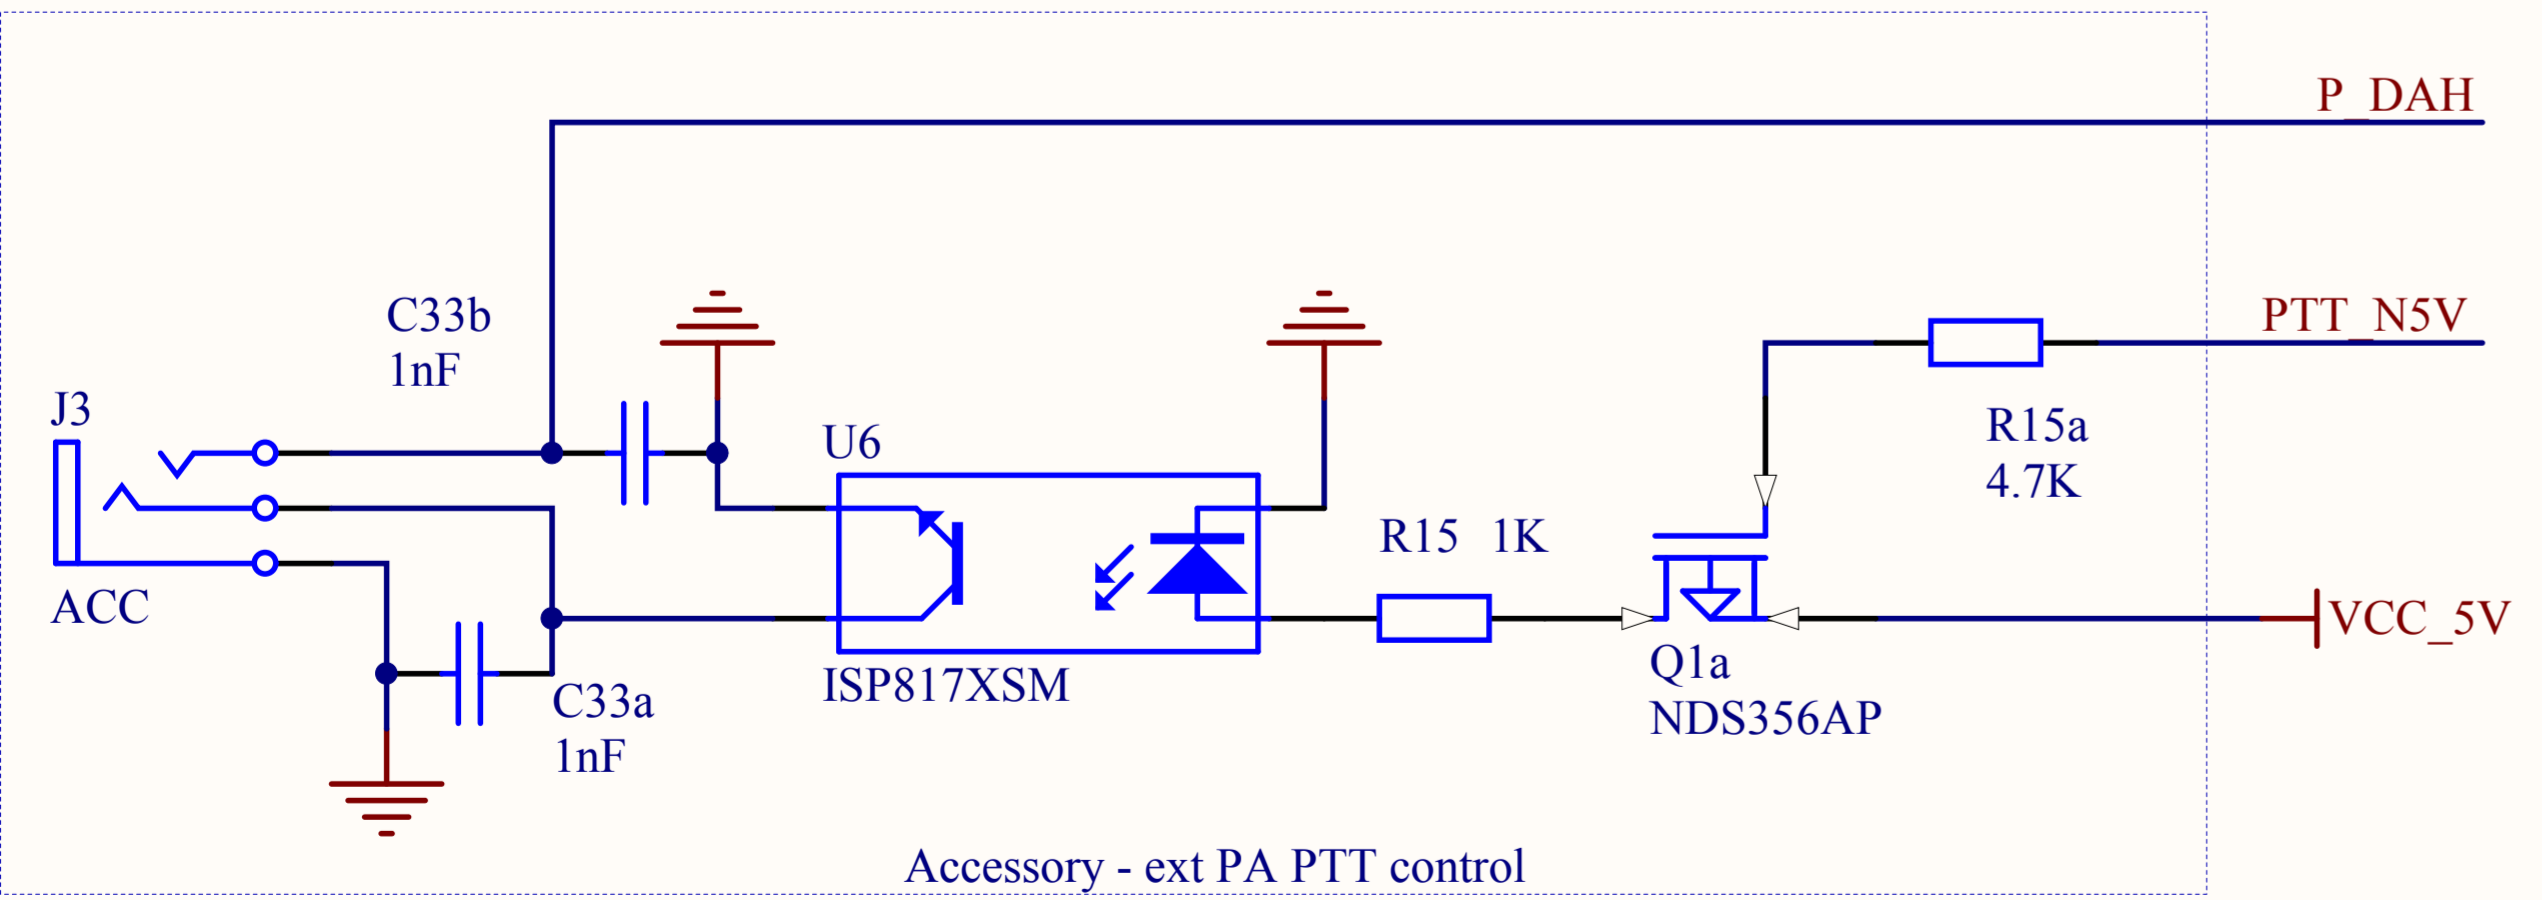 P_DAH
C33b
1nF
PTT_N5V
J3
U6
R15a
4.7K
R15 1K
ACC
VCC_5V
ISP817XSM
Q1a
NDS356AP
C33a
1nF
Accessory - ext PA PTT control